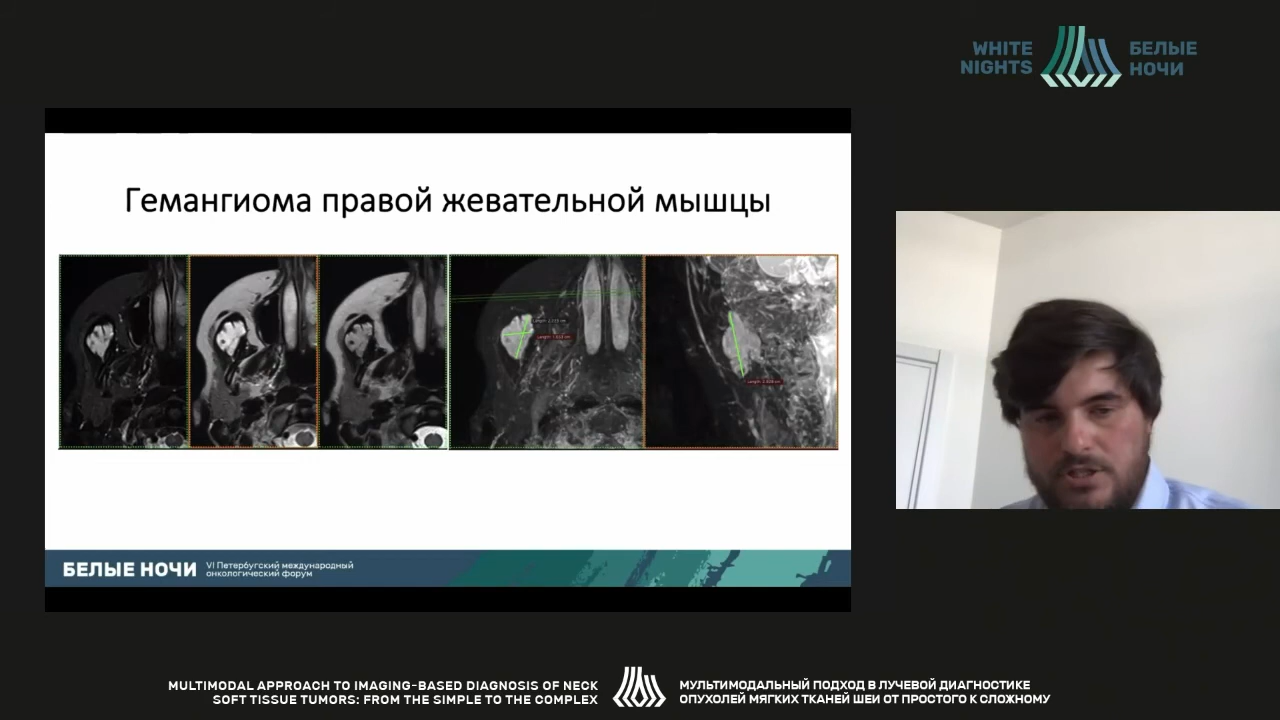 WHITE
NIGHTS
БЕЛЫЕ
НОЧИ
Гемангиома правой жевательной мышцы
БЕЛЫЕ НОЧИ
VI Петербугский международный
онкологический форум
MULTIMODAL APPROACH TO IMAGING-BASED DIAGNOSIS OF NECK
SOFT TISSUE TUMORS: FROM THE SIMPLE TO THE COMPLEX
МУЛЬТИМОДАЛЬНЫЙ ПОДХОД В ЛУЧЕВОЙ ДИАГНОСТИКЕ
ОПУХОЛЕЙ МЯГКИХ ТКАНЕЙ ШЕИ ОТ ПРОСТОГО К СЛОЖНОМУ